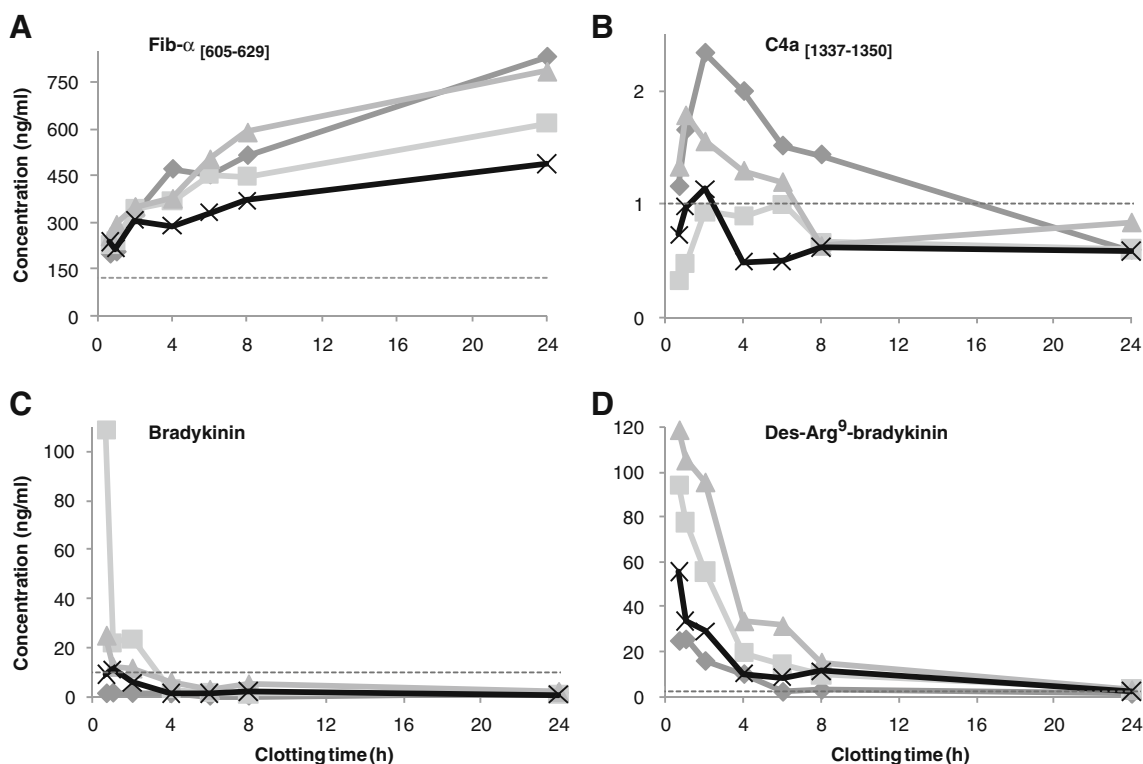 A
Fib-α [605-629]
Concentration (ng/ml)
750
600
450
300
150
0
0 4 8 12 16 20 24
B
C4a [1337-1350]
2
1
0
0 4 8 12 16 20 24
C
Bradykinin
Concentration (ng/ml)
100
80
60
40
20
0
0 4 8 12 16 20 24
Clotting time (h)
D
Des-Arg9-bradykinin
120
100
80
60
40
20
0
0 4 8 12 16 20 24
Clotting time (h)